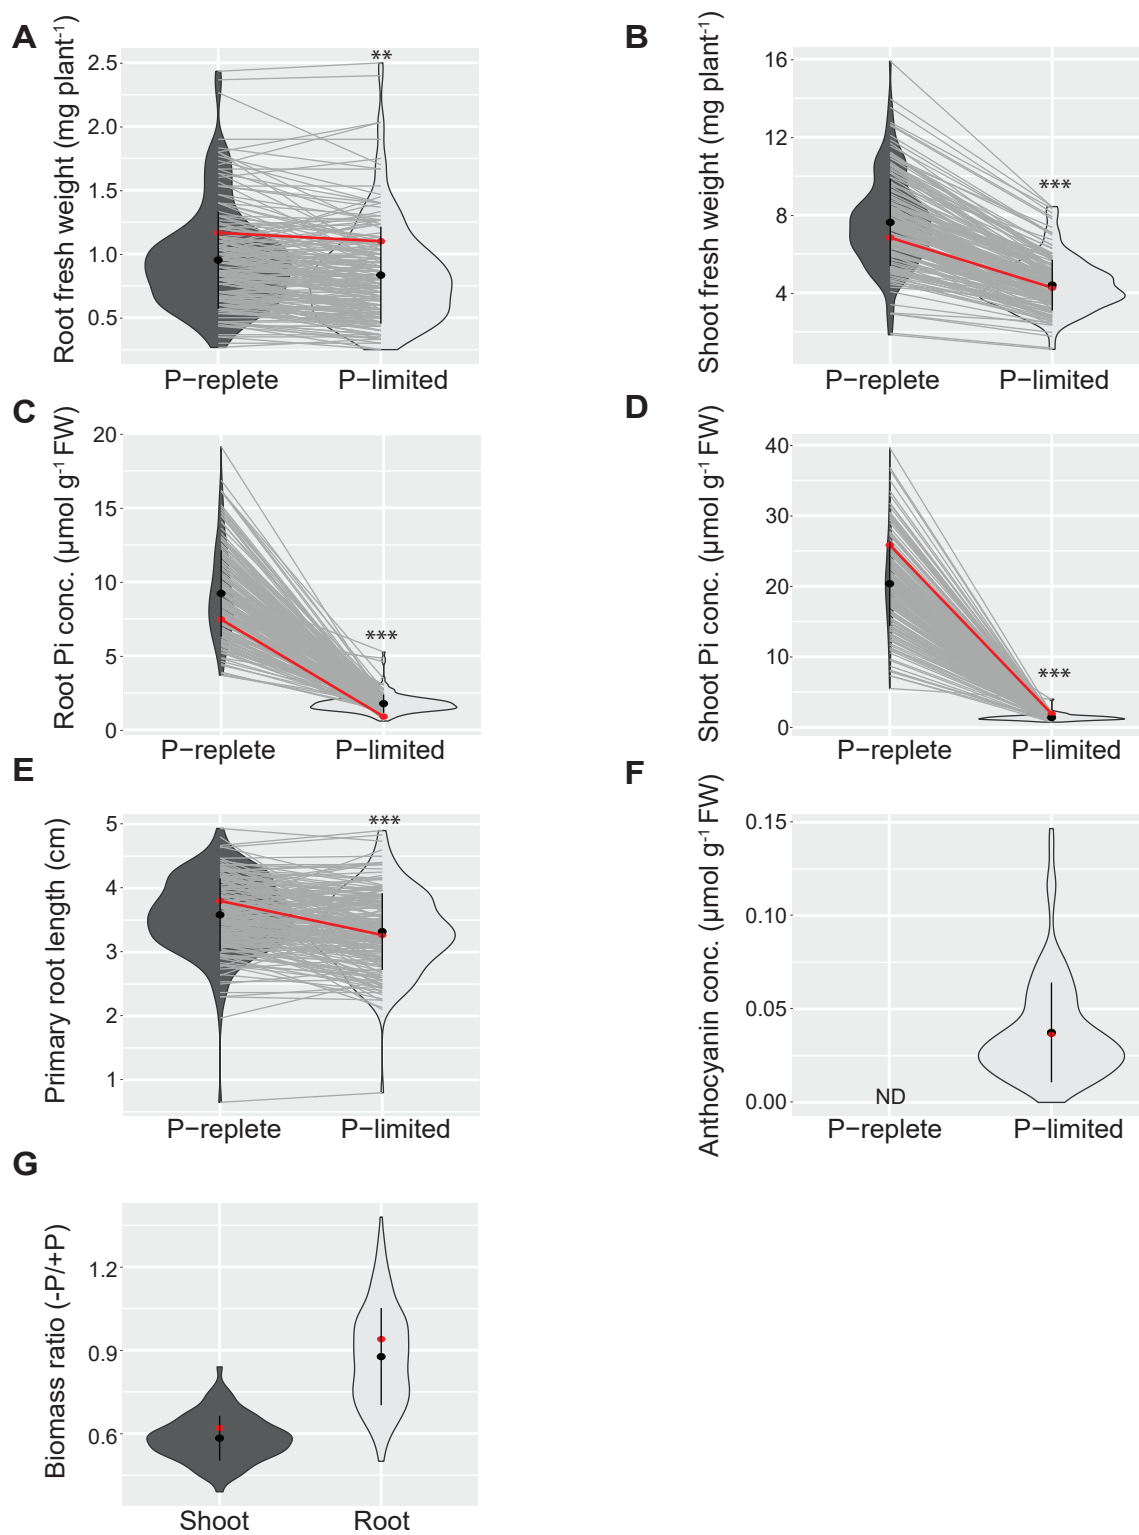 A
Root fresh weight (mg plant⁻¹)
2.5
2.0
1.5
1.0
0.5
**
P−replete P−limited
B
Shoot fresh weight (mg plant⁻¹)
16
12
8
4
***
P−replete P−limited
C
Root Pi conc. (μmol g⁻¹ FW)
20
15
10
5
0
***
P−replete P−limited
D
Shoot Pi conc. (μmol g⁻¹ FW)
40
30
20
10
0
***
P−replete P−limited
E
Primary root length (cm)
5
4
3
2
1
***
P−replete P−limited
F
Anthocyanin conc. (μmol g⁻¹ FW)
0.15
0.10
0.05
0.00
ND
P−replete P−limited
G
Biomass ratio (-P/+P)
1.2
0.9
0.6
Shoot Root